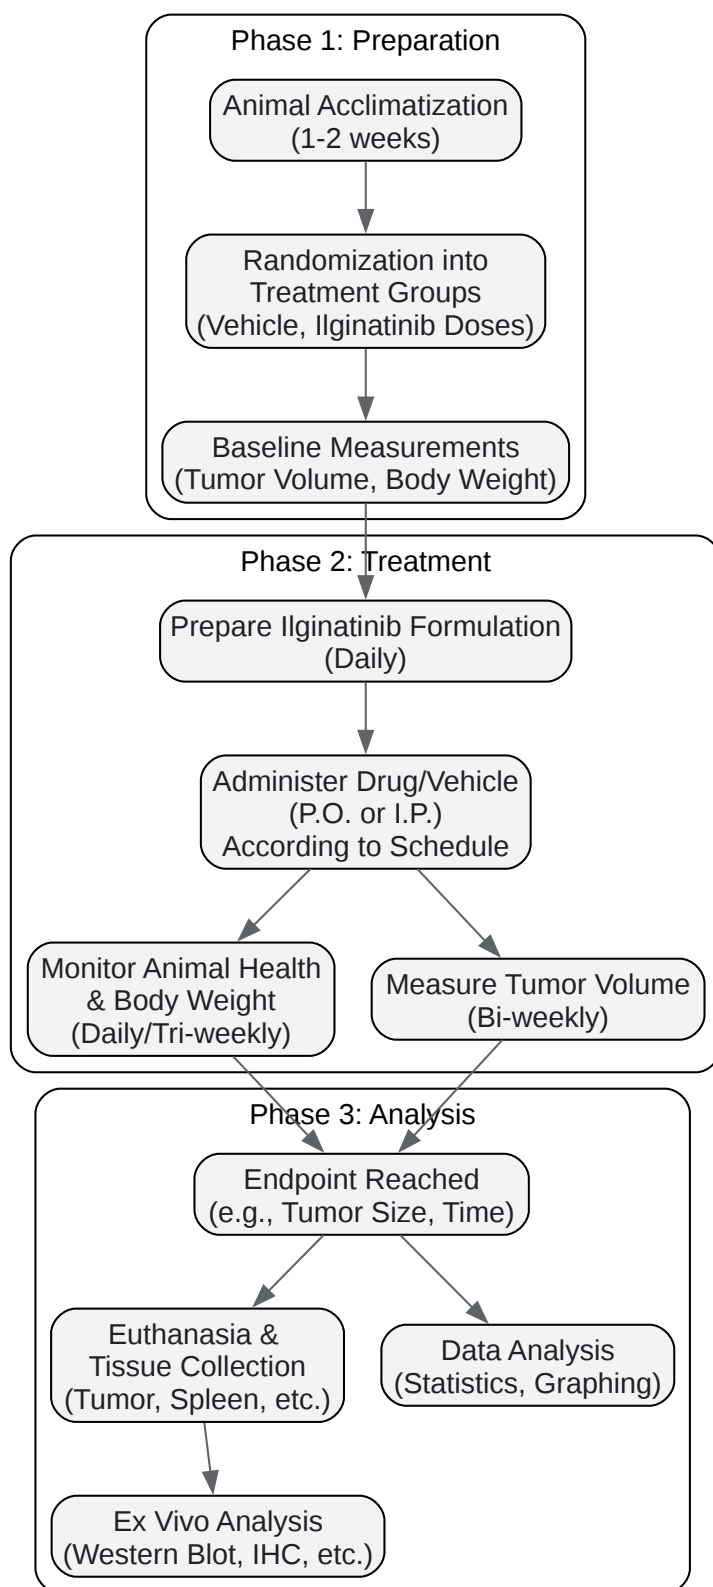 Phase 1: Preparation
Animal Acclimatization
(1-2 weeks)
Randomization into
Treatment Groups
(Vehicle, Ilginatinib Doses)
Baseline Measurements
(Tumor Volume, Body Weight)
Phase 2: Treatment
Prepare Ilginatinib Formulation
(Daily)
Administer Drug/Vehicle
(P.O. or I.P.)
According to Schedule
Monitor Animal Health
& Body Weight
(Daily/Tri-weekly)
Measure Tumor Volume
(Bi-weekly)
Phase 3: Analysis
Endpoint Reached
(e.g., Tumor Size, Time)
Euthanasia &
Tissue Collection
(Tumor, Spleen, etc.)
Data Analysis
(Statistics, Graphing)
Ex Vivo Analysis
(Western Blot, IHC, etc.)